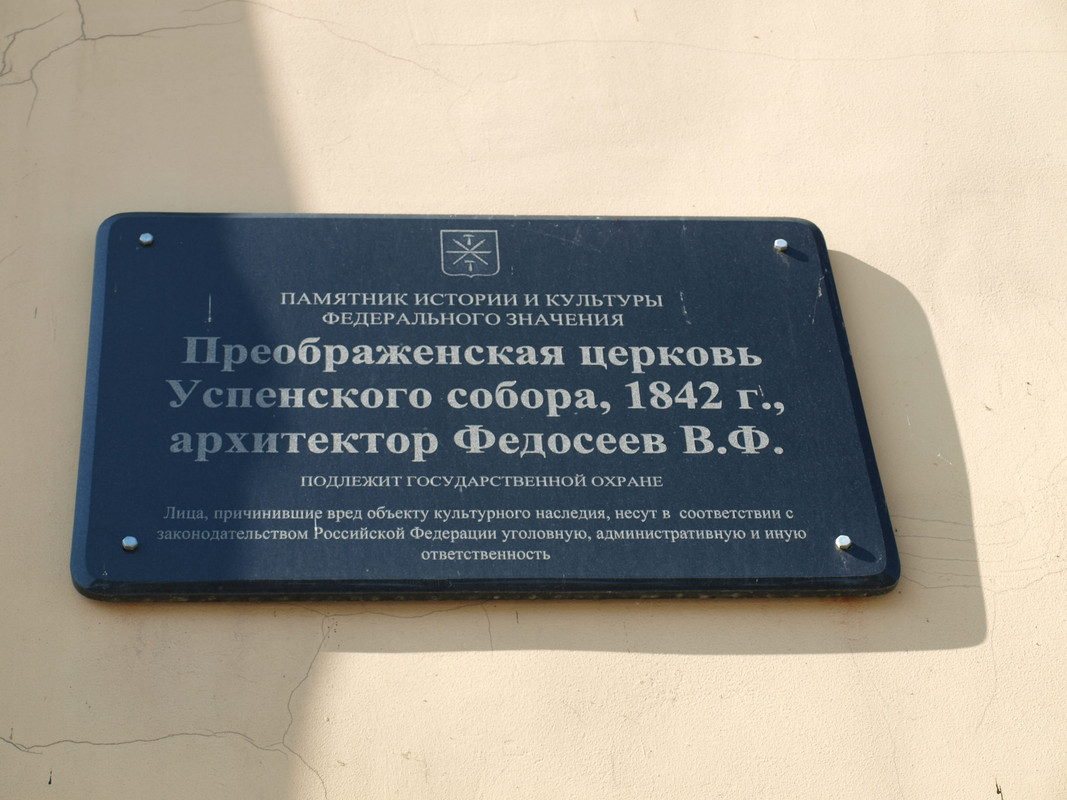 ПАМЯТНИК ИСТОРИИ И КУЛЬТУРЫ
ФЕДЕРАЛЬНОГО ЗНАЧЕНИЯ
Преображенская церковь
Успенского собора, 1842 г.,
архитектор Федосеев В.Ф.
ПОДЛЕЖИТ ГОСУДАРСТВЕННОЙ ОХРАНЕ
Лица, причинившие вред объекту культурного наследия, несут в соответствии с
законодательством Российской Федерации уголовную, административную и иную
ответственность